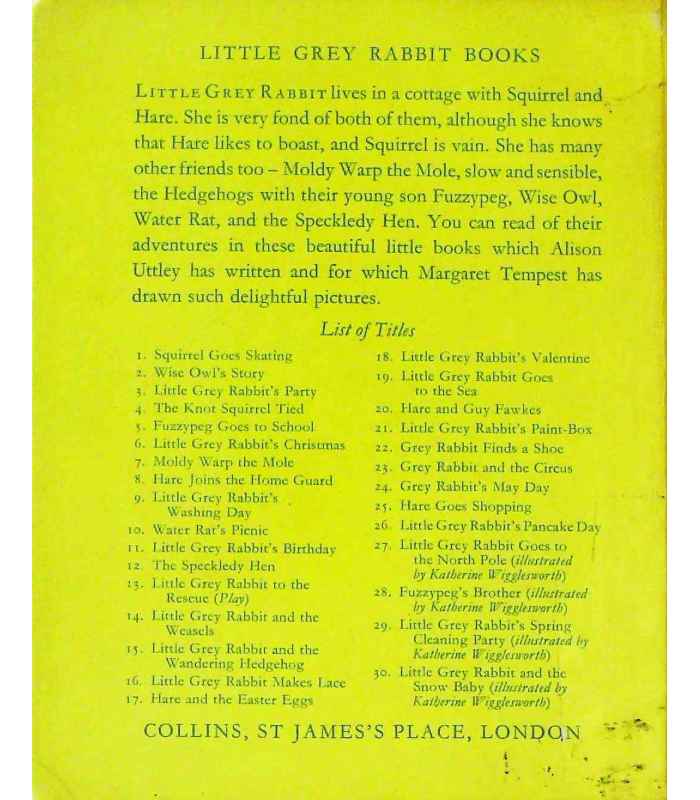 LITTLE GREY RABBIT BOOKS
LITTLE GREY RABBIT lives in a cottage with Squirrel and
Hare. She is very fond of both of them, although she knows
that Hare likes to boast, and Squirrel is vain. She has many
other friends too – Moldy Warp the Mole, slow and sensible,
the Hedgehogs with their young son Fuzzypeg, Wise Owl,
Water Rat, and the Speckledy Hen. You can read of their
adventures in these beautiful little books which Alison
Uttley has written and for which Margaret Tempest has
drawn such delightful pictures.
List of Titles
1. Squirrel Goes Skating
2. Wise Owl's Story
3. Little Grey Rabbit's Party
4. The Knot Squirrel Tied
5. Fuzzypeg Goes to School
6. Little Grey Rabbit's Christmas
7. Moldy Warp the Mole
8. Hare Joins the Home Guard
9. Little Grey Rabbit's
Washing Day
10. Water Rat's Picnic
11. Little Grey Rabbit's Birthday
12. The Speckledy Hen
13. Little Grey Rabbit to the
Rescue (Play)
14. Little Grey Rabbit and the
Weasels
15. Little Grey Rabbit and the
Wandering Hedgehog
16. Little Grey Rabbit Makes Lace
17. Hare and the Easter Eggs
18. Little Grey Rabbit's Valentine
19. Little Grey Rabbit Goes
to the Sea
20. Hare and Guy Fawkes
21. Little Grey Rabbit's Paint-Box
22. Grey Rabbit Finds a Shoe
23. Grey Rabbit and the Circus
24. Grey Rabbit's May Day
25. Hare Goes Shopping
26. Little Grey Rabbit's Pancake Day
27. Little Grey Rabbit Goes to
the North Pole (illustrated
by Katherine Wigglesworth)
28. Fuzzypeg's Brother (illustrated
by Katherine Wigglesworth)
29. Little Grey Rabbit's Spring
Cleaning Party (illustrated by
Katherine Wigglesworth)
30. Little Grey Rabbit and the
Snow Baby (illustrated by
Katherine Wigglesworth)
COLLINS, ST JAMES'S PLACE, LONDON